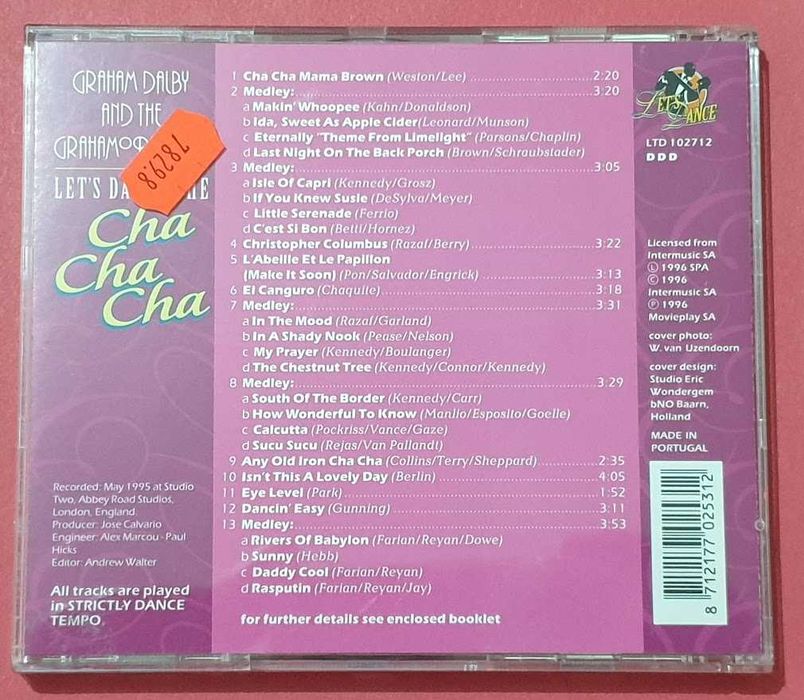 GRAHAM DALBY
AND THE
GRAHAMO
LET'S DA HE
Cha
Cha
Cha
78298
Recorded: May 1995 at Studio
Two, Abbey Road Studios,
London, England.
Producer: Jose Calvario
Engineer: Alex Marcou - Paul
Hicks
Editor: Andrew Walter
All tracks are played
in STRICTLY DANCE
TEMPO.
1 Cha Cha Mama Brown (Weston/Lee) 2:20
2 Medley: 3:20
a Makin' Whoopee (Kahn/Donaldson)
b Ida, Sweet As Apple Cider (Leonard/Munson)
c Eternally "Theme From Limelight" (Parsons/Chaplin)
d Last Night On The Back Porch (Brown/Schraubstader)
3 Medley: 3:05
a Isle Of Capri (Kennedy/Grosz)
b If You Knew Susie (DeSylva/Meyer)
c Little Serenade (Ferrio)
d C'est Si Bon (Betti/Hornez)
4 Christopher Columbus (Razaf/Berry) 3:22
5 L'Abeille Et Le Papillon
(Make It Soon) (Pon/Salvador/Engrick) 3:13
6 El Canguro (Chaquite) 3:18
7 Medley: 3:31
a In The Mood (Razaf/Garland)
b In A Shady Nook (Pease/Nelson)
c My Prayer (Kennedy/Boulanger)
d The Chestnut Tree (Kennedy/Connor/Kennedy)
8 Medley: 3:29
a South Of The Border (Kennedy/Carr)
b How Wonderful To Know (Manlio/Esposito/Goelle)
c Calcutta (Pockriss/Vance/Gaze)
d Sucu Sucu (Rejas/Van Pallandt)
9 Any Old Iron Cha Cha (Collins/Terry/Sheppard) 2:35
10 Isn't This A Lovely Day (Berlin) 4:05
11 Eye Level (Park) 1:52
12 Dancin' Easy (Gunning) 3:11
13 Medley: 3:53
a Rivers Of Babylon (Farian/Reyan/Dowe)
b Sunny (Hebb)
c Daddy Cool (Farian/Reyan)
d Rasputin (Farian/Reyan/Jay)
for further details see enclosed booklet
LET'S DANCE
LTD 102712
DDD
Licensed from
Intermusic SA
Ⓛ 1996 SPA
© 1996
Intermusic SA
℗ 1996
Movieplay SA
cover photo:
W. van IJzendoorn
cover design:
Studio Eric
Wondergem
bNO Baarn,
Holland
MADE IN
PORTUGAL
8 712177 025312